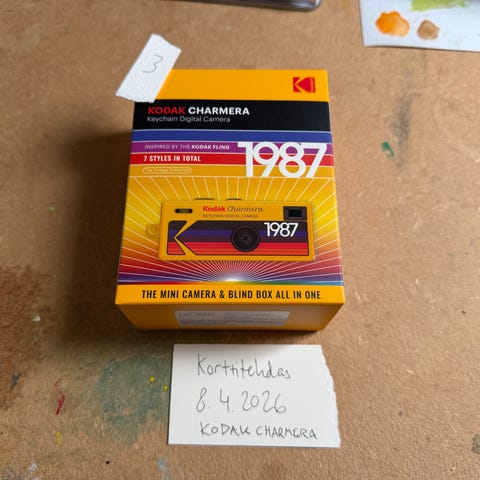 3
KODAK CHARMERA
Keychain Digital Camera
INSPIRED BY THE KODAK FLING
1987
7 STYLES IN TOTAL
Kodak Charmera
KEYCHAIN DIGITAL CAMERA
1987
THE MINI CAMERA & BLIND BOX ALL IN ONE
Korttitehdas
8.4.2026
KODAK CHARMERA